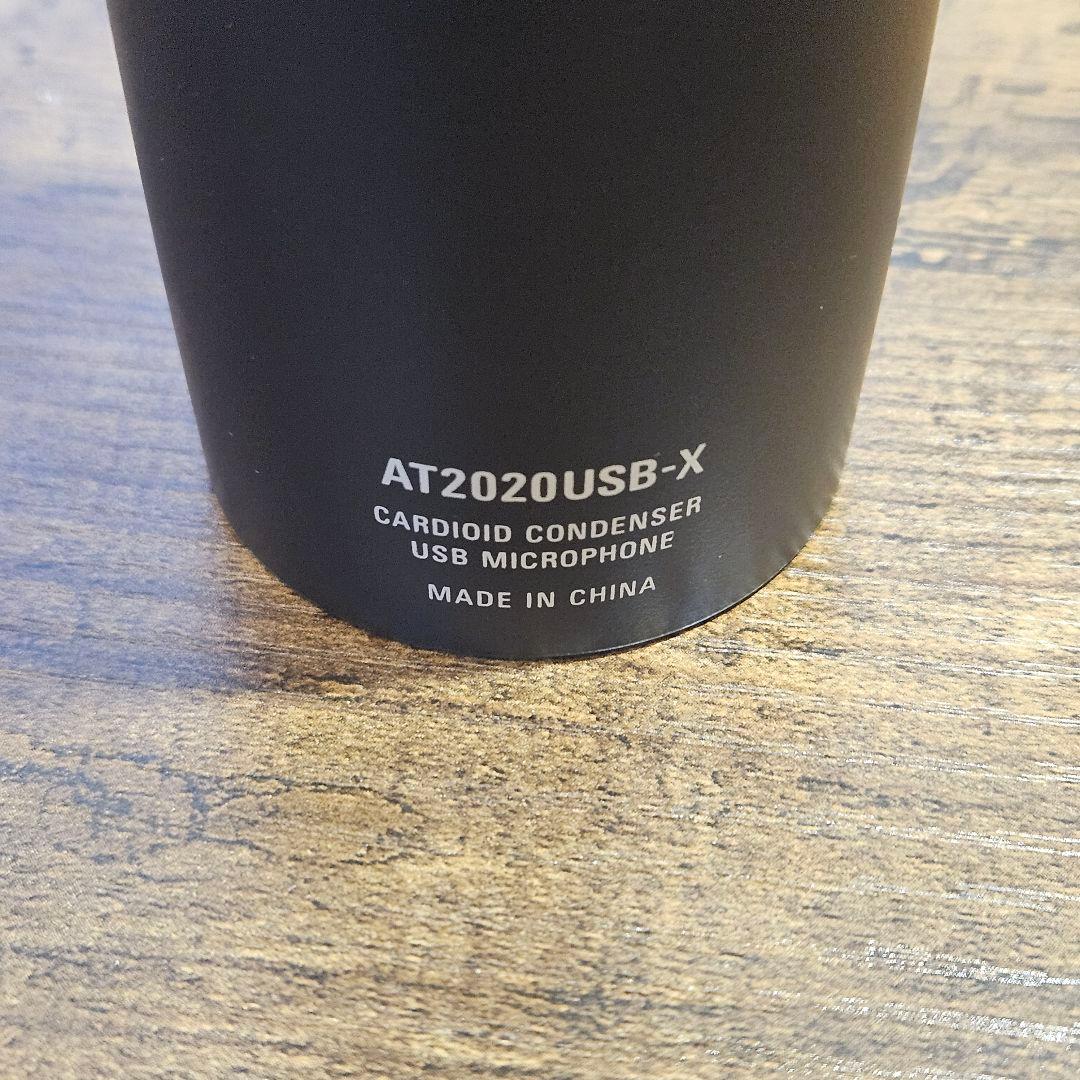 AT2020USB-X
CARDIOID CONDENSER
USB MICROPHONE
MADE IN CHINA